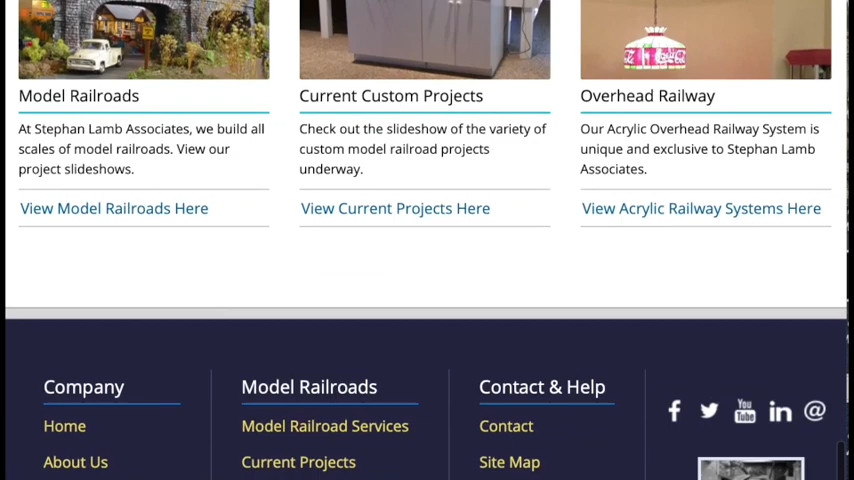 Model Railroads
Current Custom Projects
Overhead Railway
At Stephan Lamb Associates, we build all
scales of model railroads. View our
project slideshows.
Check out the slideshow of the variety of
custom model railroad projects
underway.
Our Acrylic Overhead Railway System is
unique and exclusive to Stephan Lamb
Associates.
View Model Railroads Here
View Current Projects Here
View Acrylic Railway Systems Here
Company
Home
About Us
Model Railroads
Model Railroad Services
Current Projects
Contact & Help
Contact
Site Map
You
Tube
in
@